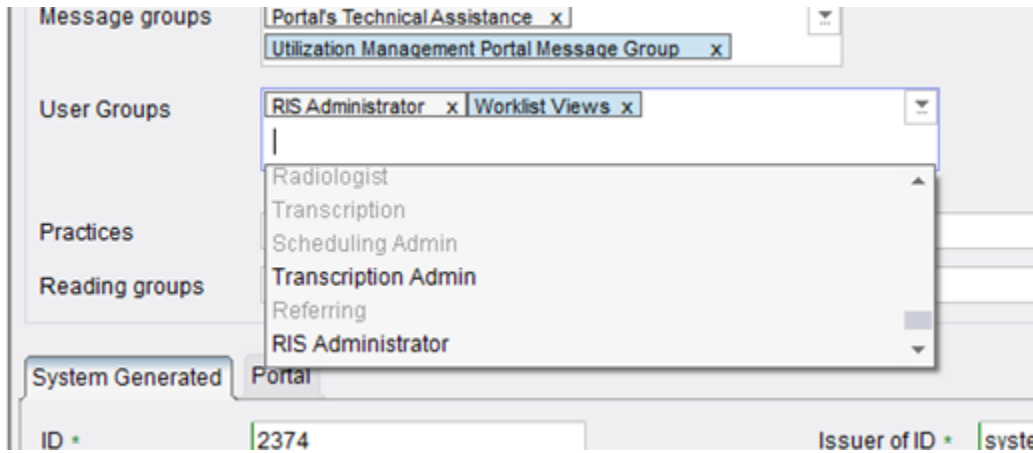 Message groups
Portal's Technical Assistance x
Utilization Management Portal Message Group x
User Groups
RIS Administrator x Worklist Views x
Radiologist
Transcription
Scheduling Admin
Transcription Admin
Referring
RIS Administrator
Practices
Reading groups
System Generated Portal
ID * 2374 Issuer of ID * syste